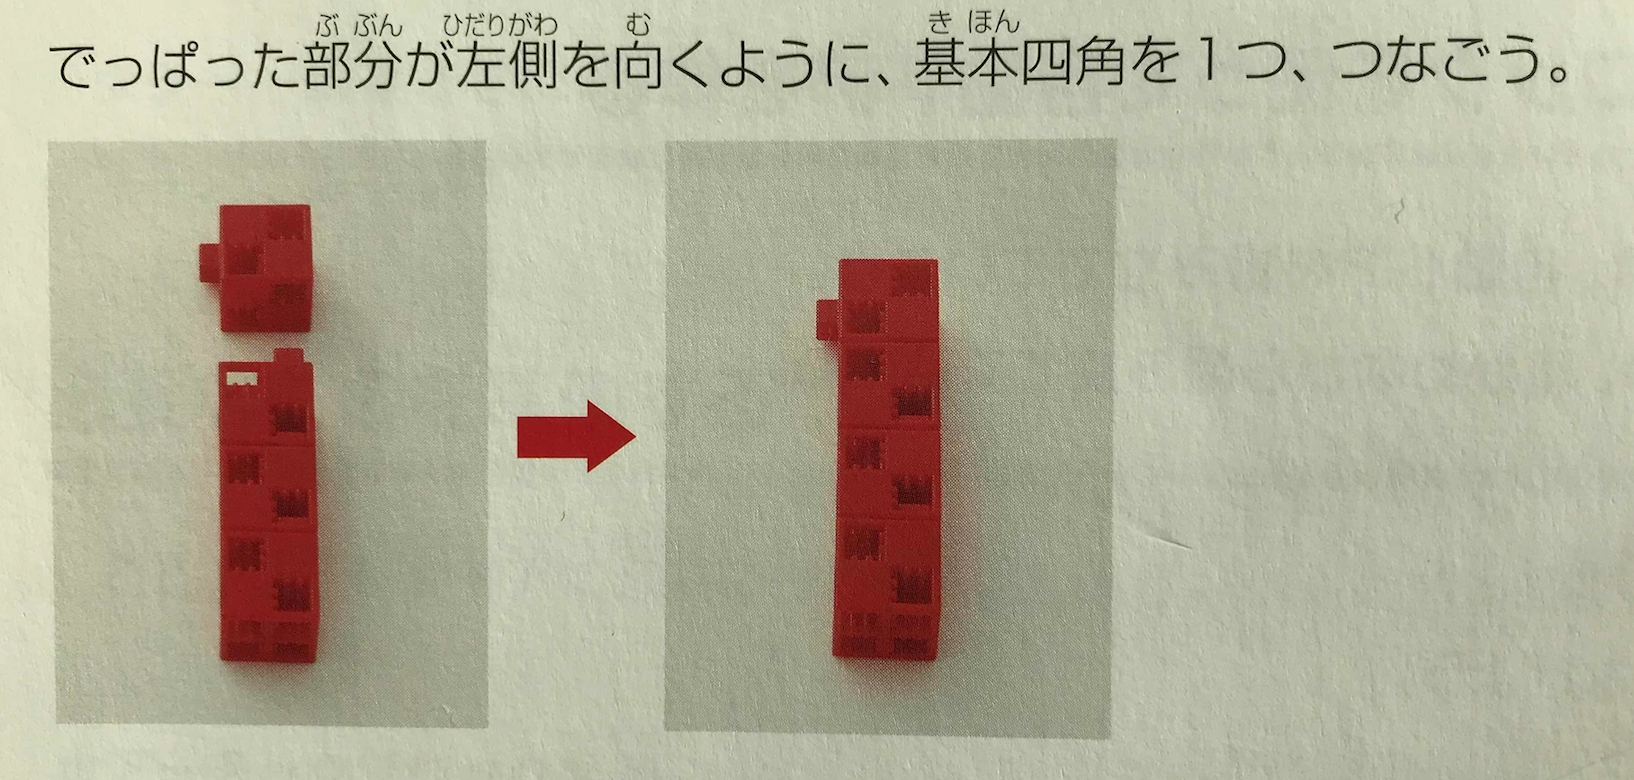 ぶ ぶん ひだりがわ む き ほん
でっぱった部分が左側を向くように、基本四角を1つ、つなごう。